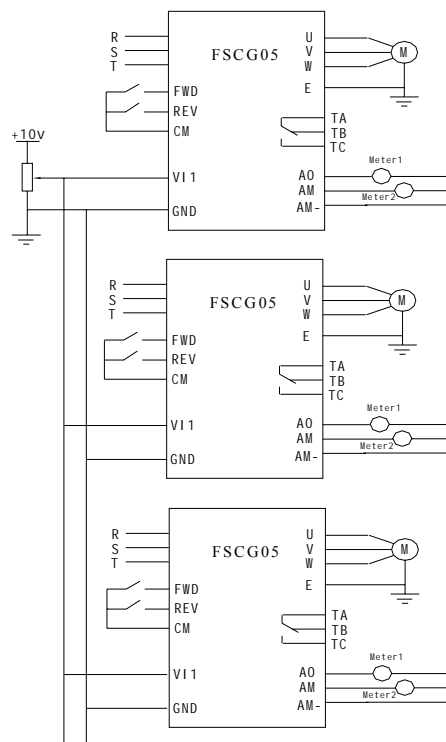 R
S
T
FWD
REV
CM
+10v
VI1
GND
FSCG05
U
V
W
M
E
TA
TB
TC
AO
Meter1
AM
Meter2
AM-
R
S
T
FWD
REV
CM
VI1
GND
FSCG05
U
V
W
M
E
TA
TB
TC
AO
Meter1
AM
Meter2
AM-
R
S
T
FWD
REV
CM
VI1
GND
FSCG05
U
V
W
M
E
TA
TB
TC
AO
Meter1
AM
Meter2
AM-